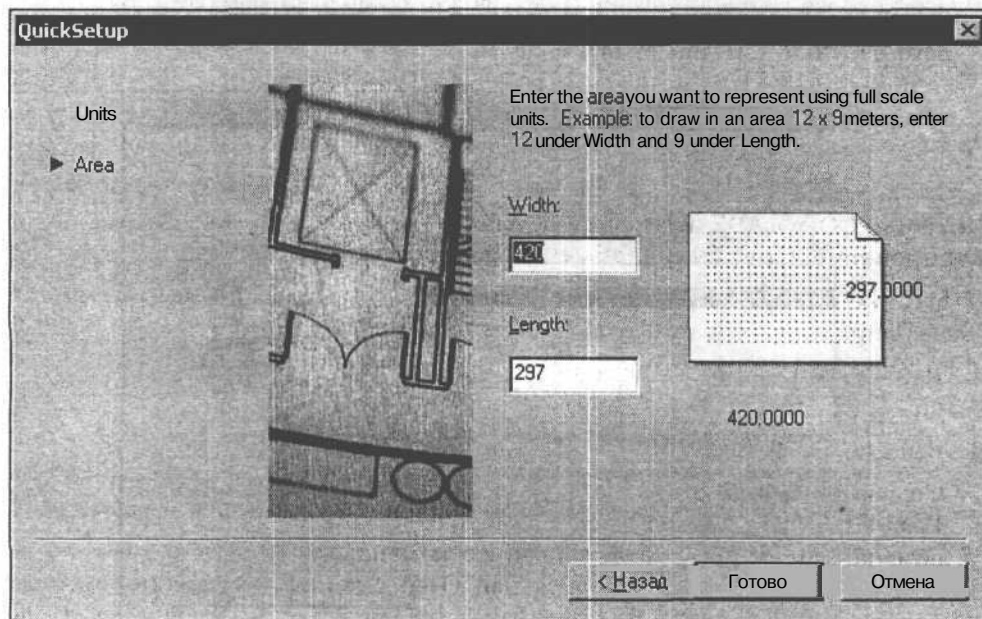 QuickSetup
Units
Area
Enter the area you want to represent using full scale
units. Example: to draw in an area 12 x 9 meters, enter
12 under Width and 9 under Length.
Width:
420
297.0000
Length:
297
420.0000
< Назад
Готово
Отмена